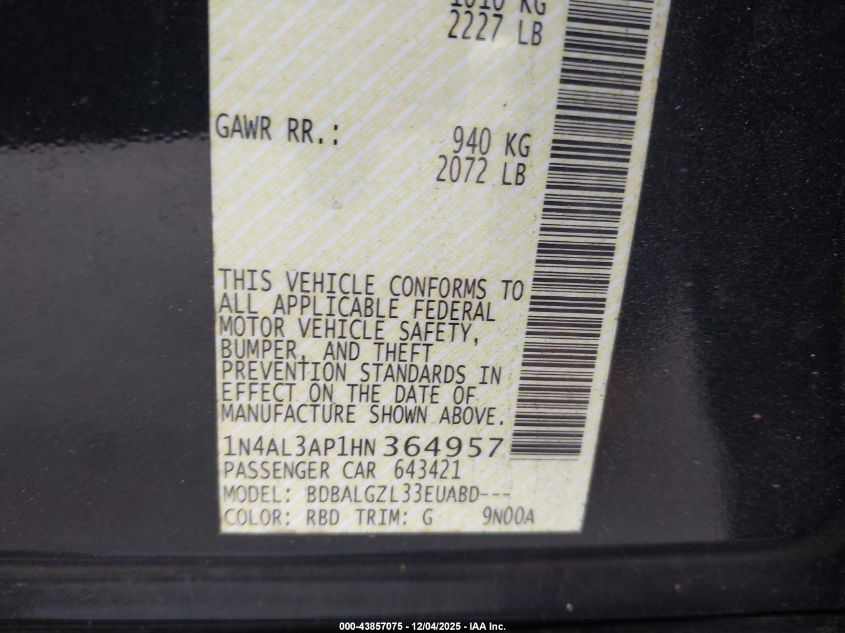 2227 LB
GAWR RR.: 940 KG
2072 LB
THIS VEHICLE CONFORMS TO
ALL APPLICABLE FEDERAL
MOTOR VEHICLE SAFETY,
BUMPER, AND THEFT
PREVENTION STANDARDS IN
EFFECT ON THE DATE OF
MANUFACTURE SHOWN ABOVE.
1N4AL3AP1HN 364957
PASSENGER CAR 643421
MODEL: BDBALGZL33EUABD---
COLOR: RBD TRIM: G 9N00A
000-43857075 - 12/04/2025 - IAA Inc.